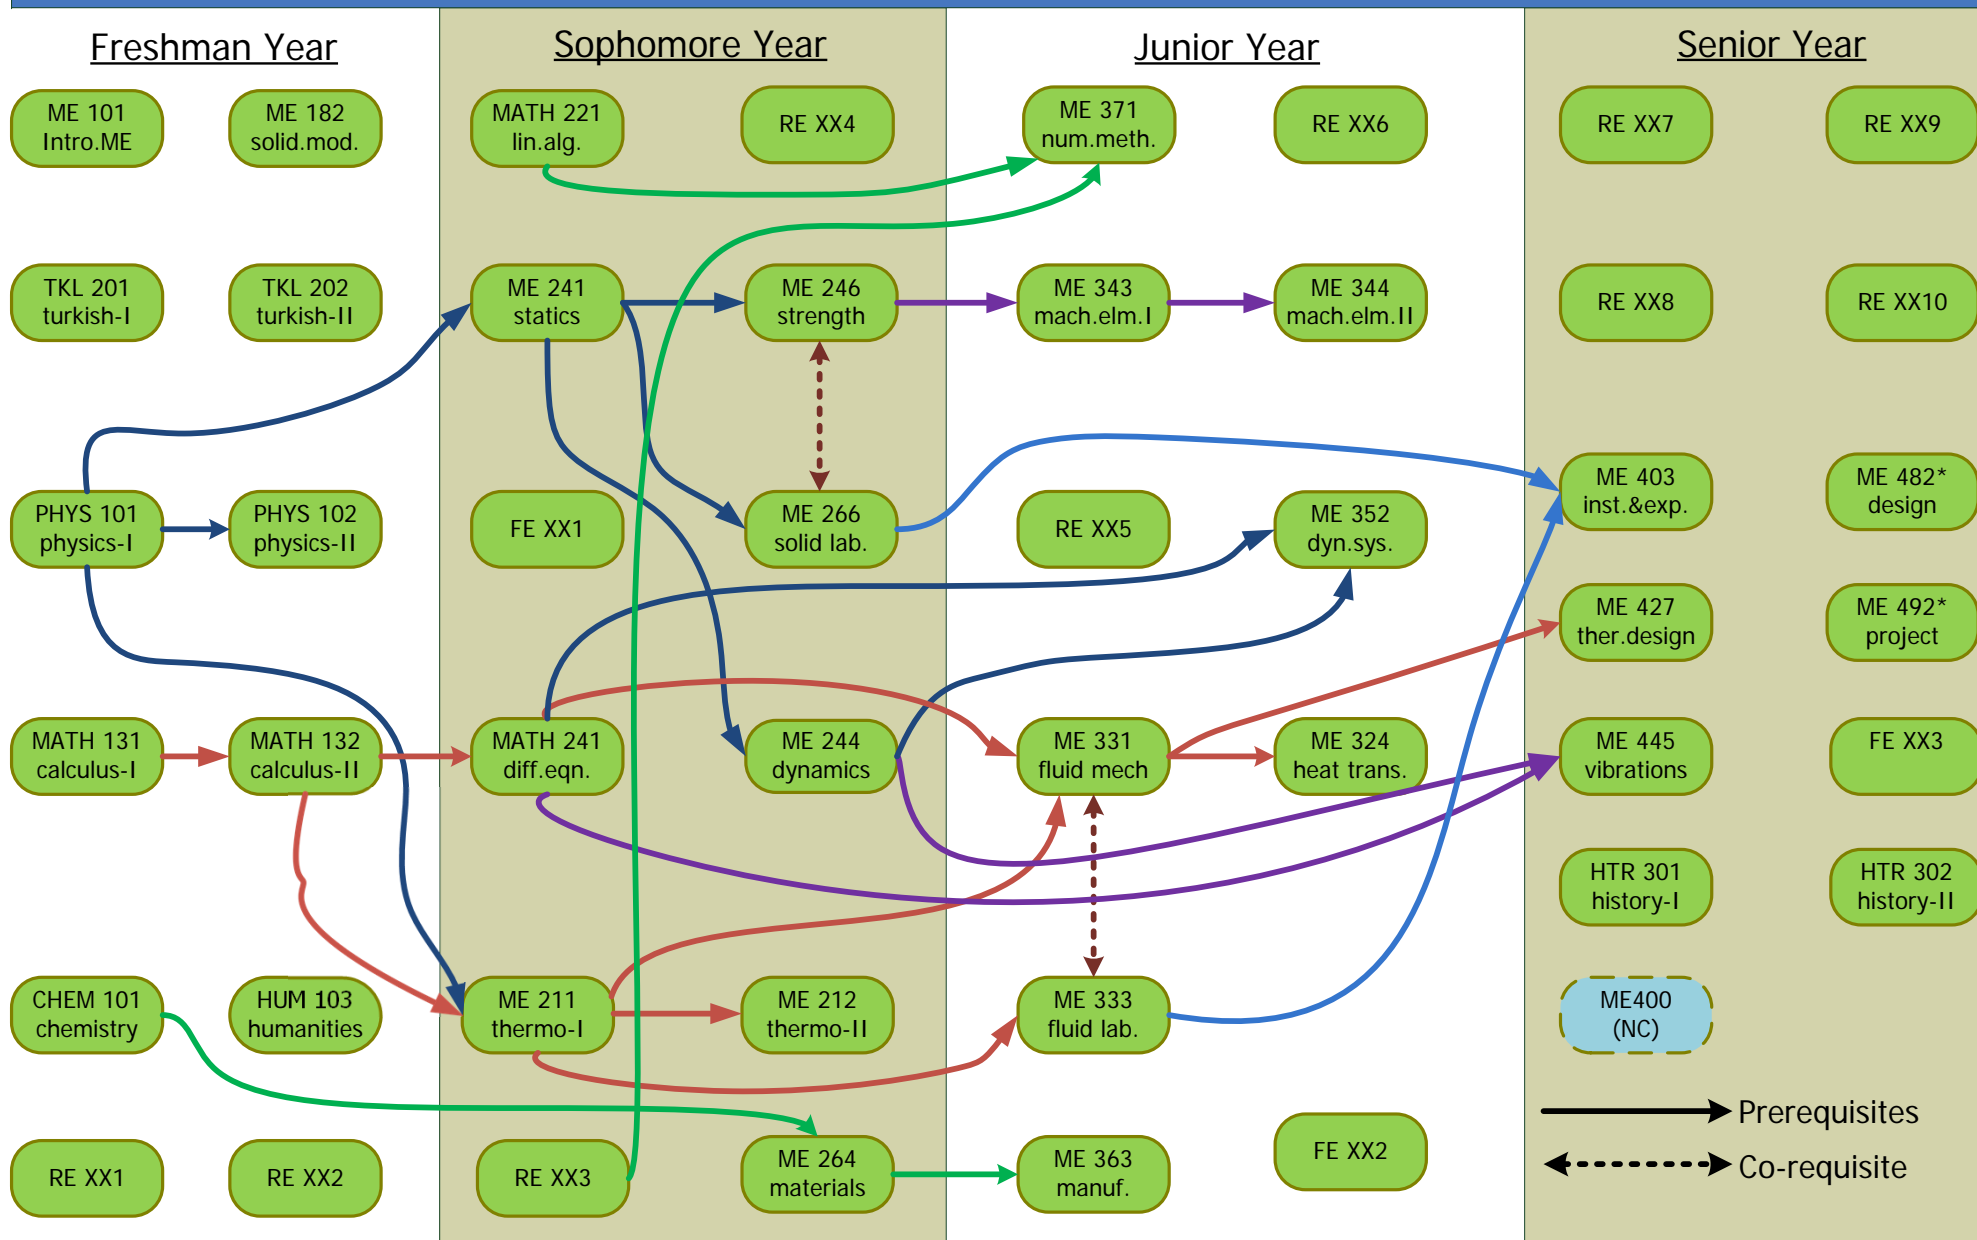 Freshman Year
Sophomore Year
Junior Year
Senior Year
ME 101
Intro.ME
ME 182
solid.mod.
MATH 221
lin.alg.
RE XX4
ME 371
num.meth.
RE XX6
RE XX7
RE XX9
TKL 201
turkish-I
TKL 202
turkish-II
ME 241
statics
ME 246
strength
ME 343
mach.elm.I
ME 344
mach.elm.II
RE XX8
RE XX10
PHYS 101
physics-I
PHYS 102
physics-II
FE XX1
ME 266
solid lab.
RE XX5
ME 352
dyn.sys.
ME 403
inst.&exp.
ME 482*
design
ME 427
ther.design
ME 492*
project
MATH 131
calculus-I
MATH 132
calculus-II
MATH 241
diff.eqn.
ME 244
dynamics
ME 331
fluid mech
ME 324
heat trans.
ME 445
vibrations
FE XX3
HTR 301
history-I
HTR 302
history-II
CHEM 101
chemistry
HUM 103
humanities
ME 211
thermo-I
ME 212
thermo-II
ME 333
fluid lab.
ME400
(NC)
RE XX1
RE XX2
RE XX3
ME 264
materials
ME 363
manuf.
FE XX2
Prerequisites
Co-requisite